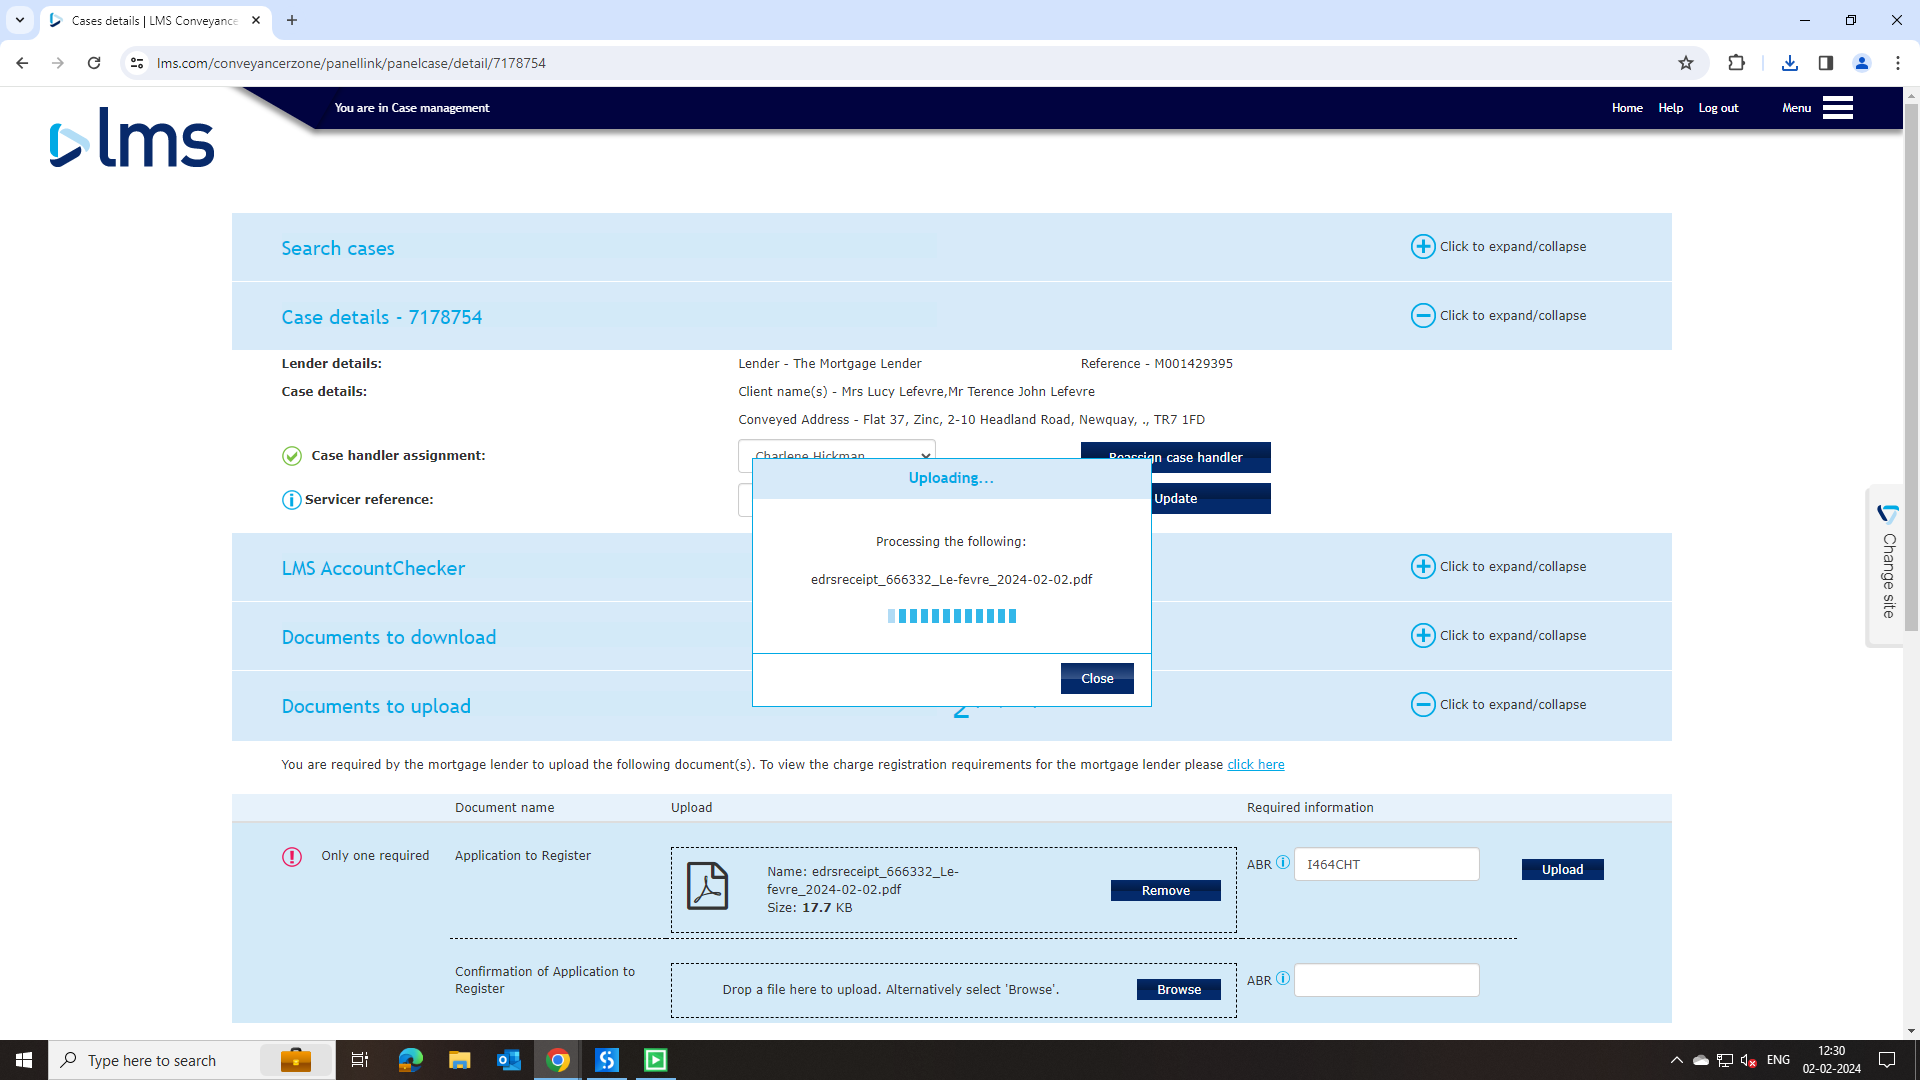 Cases details | LMS Conveyance
lms.com/conveyancerzone/panellink/panelcase/detail/7178754
You are in Case management
Home
Help
Log out
Menu
lms
Search cases
Click to expand/collapse
Case details - 7178754
Click to expand/collapse
Lender details:
Lender - The Mortgage Lender
Reference - M001429395
Case details:
Client name(s) - Mrs Lucy Lefevre,Mr Terence John Lefevre
Conveyed Address - Flat 37, Zinc, 2-10 Headland Road, Newquay, ., TR7 1FD
Case handler assignment:
Charlene Hickman
Reassign case handler
Servicer reference:
Update
Uploading...
Processing the following:
edrsreceipt_666332_Le-fevre_2024-02-02.pdf
Close
LMS AccountChecker
Click to expand/collapse
Documents to download
Click to expand/collapse
Documents to upload
2
Click to expand/collapse
Change site
You are required by the mortgage lender to upload the following document(s). To view the charge registration requirements for the mortgage lender please click here
Document name
Upload
Required information
Only one required
Application to Register
Name: edrsreceipt_666332_Le-
fevre_2024-02-02.pdf
Size: 17.7 KB
Remove
ABR
I464CHT
Upload
Confirmation of Application to
Register
Drop a file here to upload. Alternatively select 'Browse'.
Browse
ABR
Type here to search
ENG
12:30
02-02-2024